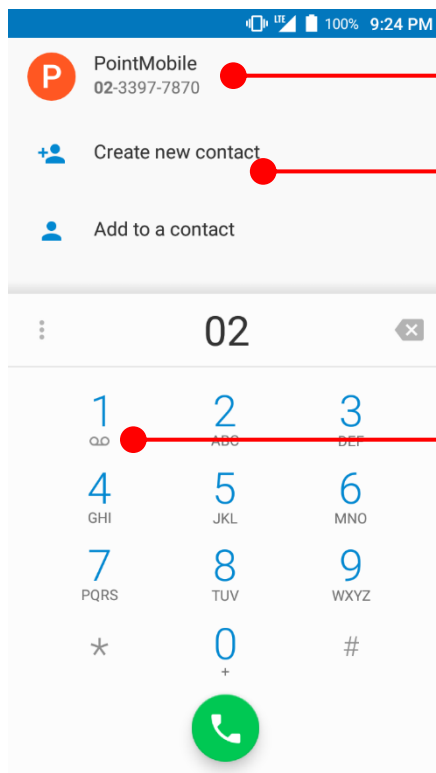 LTE 100% 9:24 PM
P PointMobile
02-3397-7870
Create new contact
Add to a contact
02
1 2 3
ABC DEF
4 5 6
GHI JKL MNO
7 8 9
PQRS TUV WXYZ
* 0 #
+